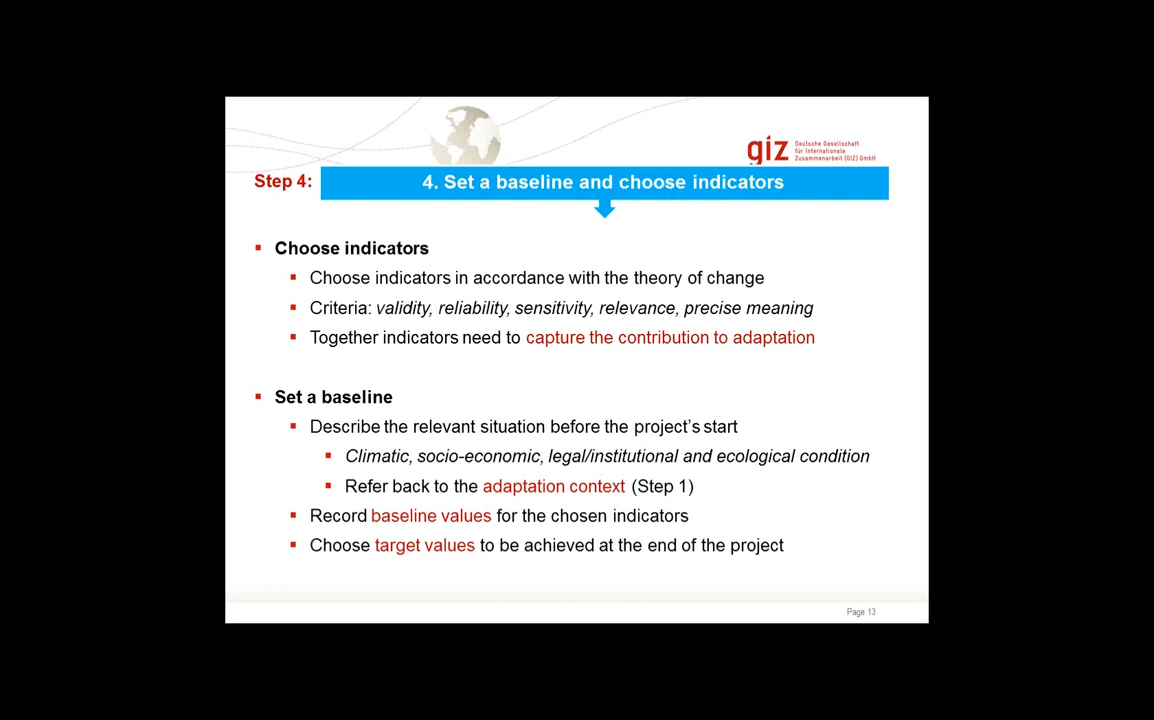 giz Deutsche Gesellschaft
für Internationale
Zusammenarbeit (GIZ) GmbH
Step 4:
4. Set a baseline and choose indicators
Choose indicators
Choose indicators in accordance with the theory of change
Criteria: validity, reliability, sensitivity, relevance, precise meaning
Together indicators need to capture the contribution to adaptation
Set a baseline
Describe the relevant situation before the project's start
Climatic, socio-economic, legal/institutional and ecological condition
Refer back to the adaptation context (Step 1)
Record baseline values for the chosen indicators
Choose target values to be achieved at the end of the project
Page 13